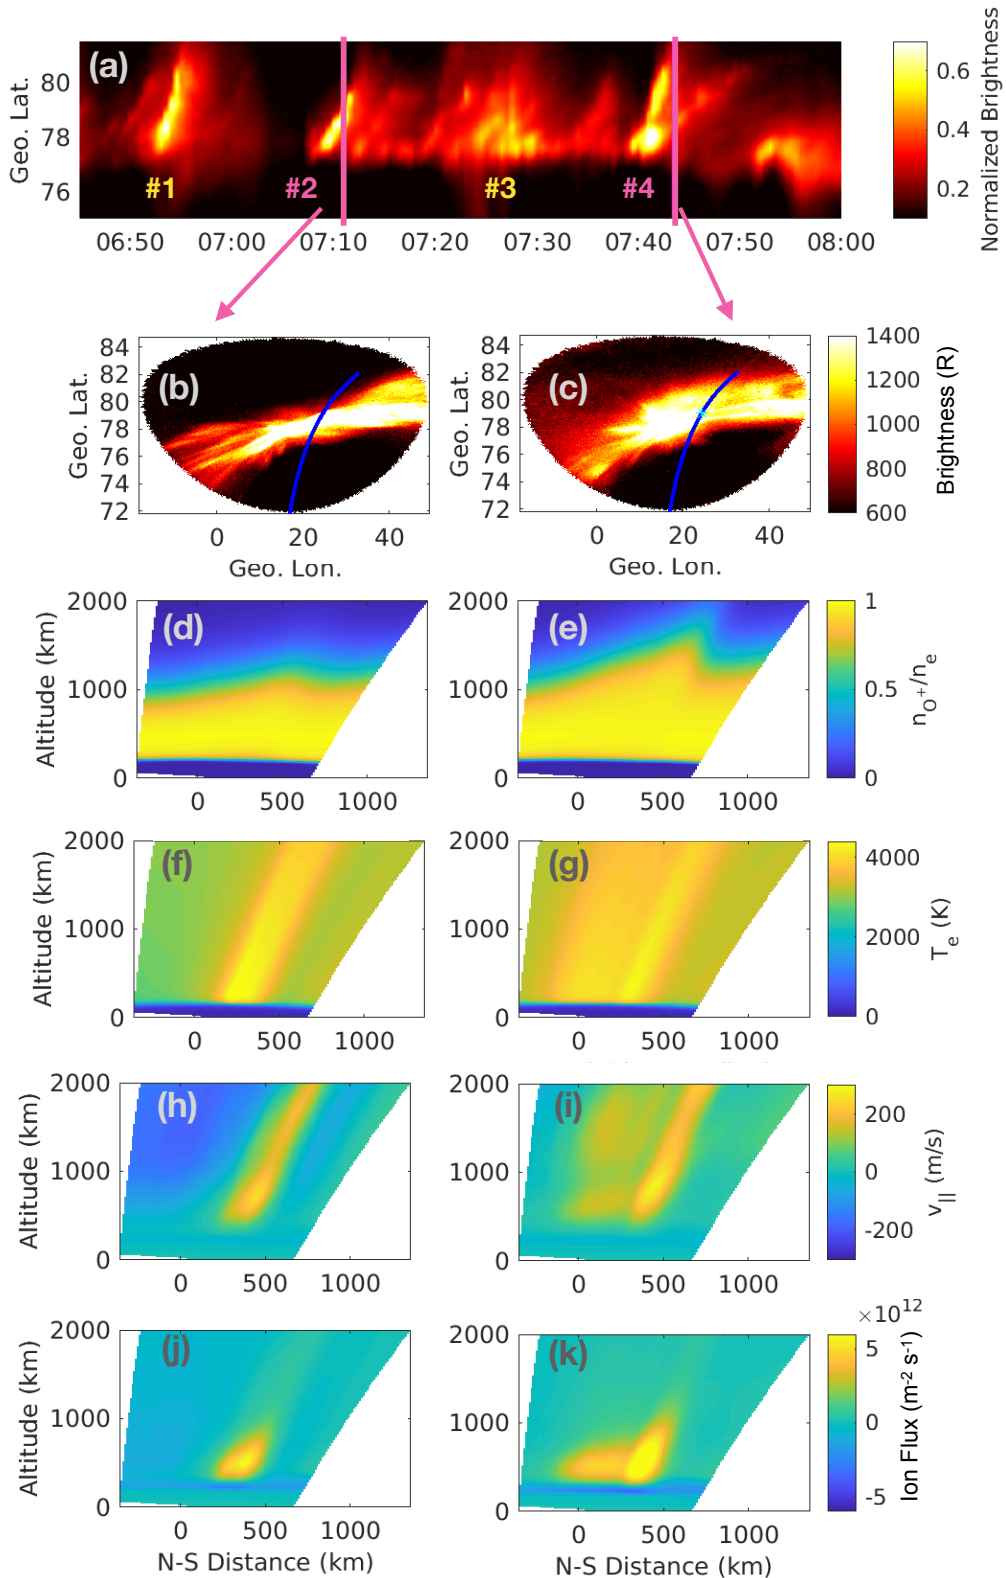 (a)
Geo. Lat.
80
78
76
#1
#2
#3
#4
06:50 07:00 07:10 07:20 07:30 07:40 07:50 08:00
0.6
0.4
0.2
Normalized Brightness
(b)
Geo. Lat.
84
82
80
78
76
74
72
0 20 40
Geo. Lon.
(c)
Geo. Lat.
84
82
80
78
76
74
72
0 20 40
Geo. Lon.
1400
1200
1000
800
600
Brightness (R)
(d)
Altitude (km)
2000
1000
0
0 500 1000
(e)
2000
1000
0
0 500 1000
1
0.5
0
n_O+/n_e
(f)
Altitude (km)
2000
1000
0
0 500 1000
(g)
2000
1000
0
0 500 1000
4000
2000
0
T_e (K)
(h)
Altitude (km)
2000
1000
0
0 500 1000
(i)
2000
1000
0
0 500 1000
200
0
-200
v_|| (m/s)
(j)
Altitude (km)
2000
1000
0
0 500 1000
N-S Distance (km)
(k)
2000
1000
0
0 500 1000
N-S Distance (km)
×10¹²
5
0
-5
Ion Flux (m⁻² s⁻¹)